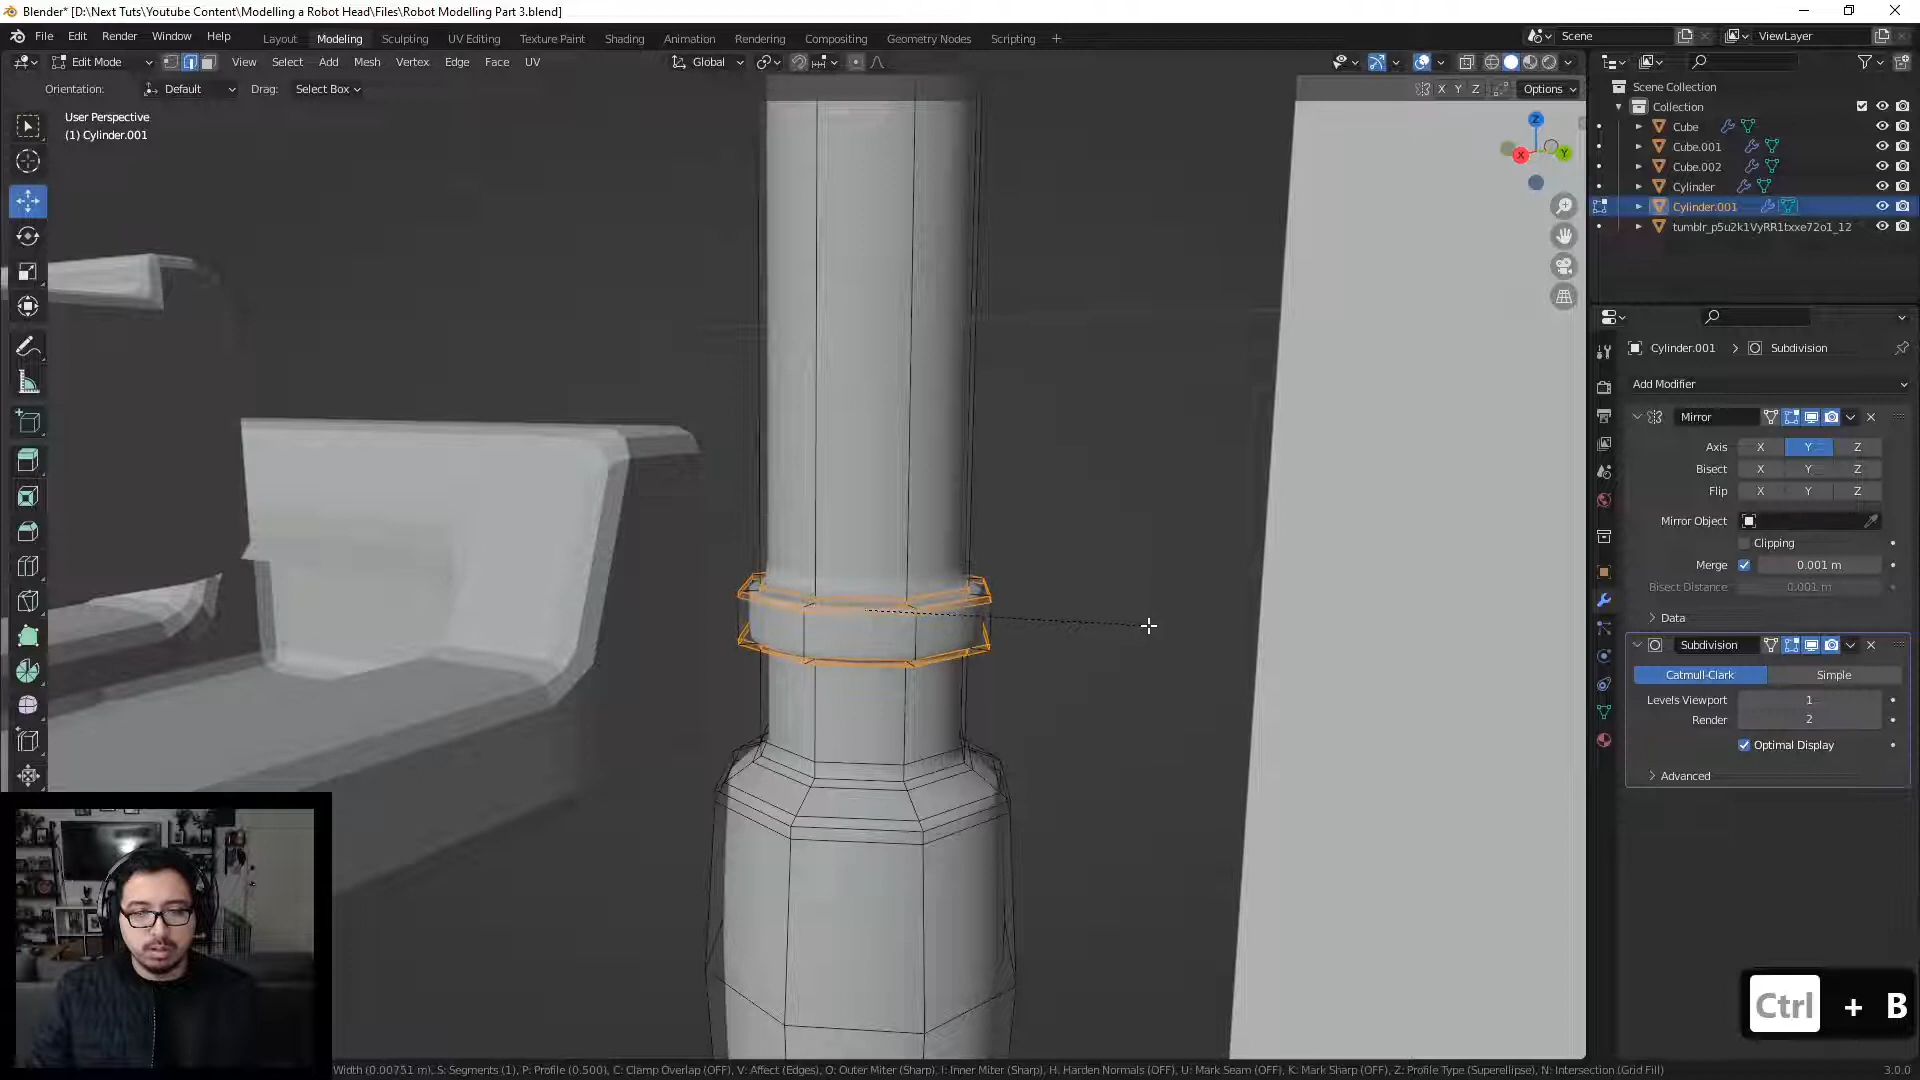 Blender* [D:\Next Tuts\Youtube Content\Modelling a Robot Head\Files\Robot Modelling Part 3.blend]
File Edit Render Window Help Layout Modeling Sculpting UV Editing Texture Paint Shading Animation Rendering Compositing Geometry Nodes Scripting + Scene ViewLayer
Edit Mode View Select Add Mesh Vertex Edge Face UV Global
Orientation: Default Drag: Select Box X Y Z Options
User Perspective
(1) Cylinder.001
Z
X
Y
Scene Collection
Collection
Cube
Cube.001
Cube.002
Cylinder
Cylinder.001
tumblr_p5u2k1VyRR1txxe72o1_12
Cylinder.001 > Subdivision
Add Modifier
Mirror
Axis X Y Z
Bisect X Y Z
Flip X Y Z
Mirror Object
Clipping
Merge 0.001 m
Bisect Distance 0.001 m
Data
Subdivision
Catmull-Clark Simple
Levels Viewport 1
Render 2
Optimal Display
Advanced
Ctrl + B
Width (0.00751 m), S: Segments (1), P: Profile (0.500), C: Clamp Overlap (OFF), V: Affect (Edges), O: Outer Miter (Sharp), I: Inner Miter (Sharp), H: Harden Normals (OFF), U: Mark Seam (OFF), K: Mark Sharp (OFF), Z: Profile Type (Superellipse), N: Intersection (Grid Fill) 3.0.0